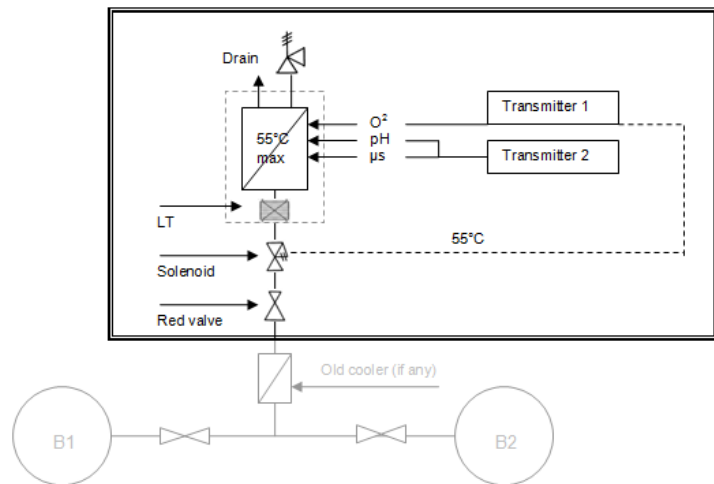 Drain
Transmitter 1
O²
55°C
max
pH
Transmitter 2
µs
LT
55°C
Solenoid
Red valve
Old cooler (if any)
B1
B2